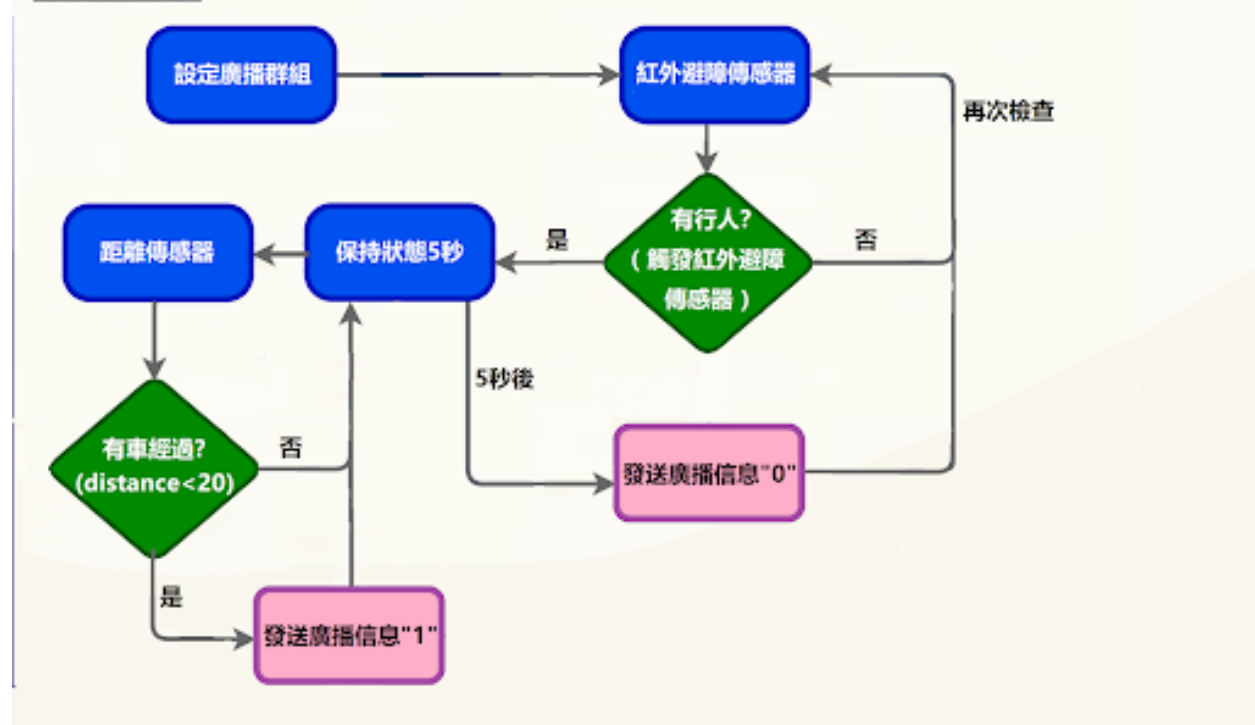 設定廣播群組
紅外避障傳感器
再次檢查
有行人?
(觸發紅外避障
傳感器)
是
否
保持狀態5秒
距離傳感器
5秒後
有車經過?
(distance<20)
否
發送廣播信息"0"
是
發送廣播信息"1"